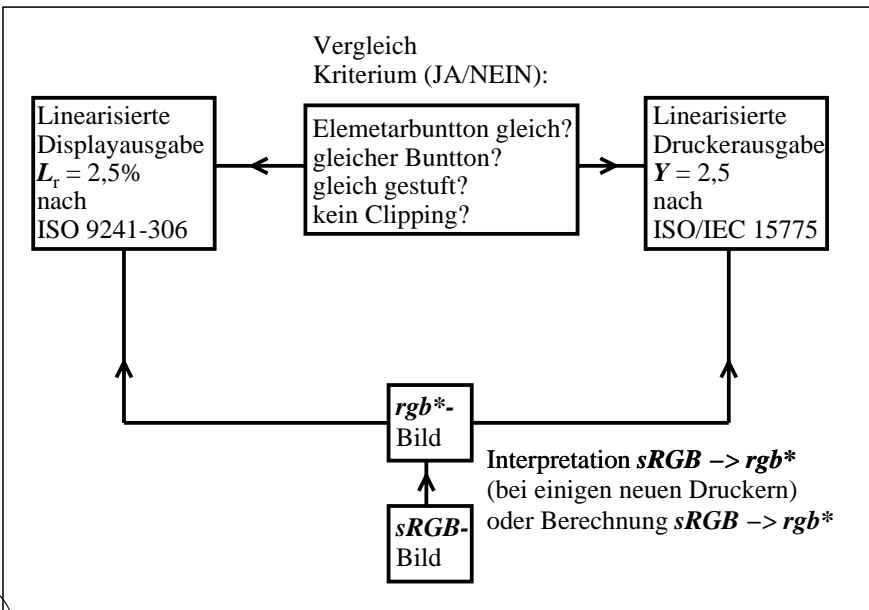 Vergleich
Kriterium (JA/NEIN):
Linearisierte
Displayausgabe
Lr = 2,5%
nach
ISO 9241-306
Elemetarbuntton gleich?
gleicher Buntton?
gleich gestuft?
kein Clipping?
Linearisierte
Druckerausgabe
Y = 2,5
nach
ISO/IEC 15775
rgb*-
Bild
Interpretation sRGB –> rgb*
(bei einigen neuen Druckern)
oder Berechnung sRGB –> rgb*
sRGB-
Bild